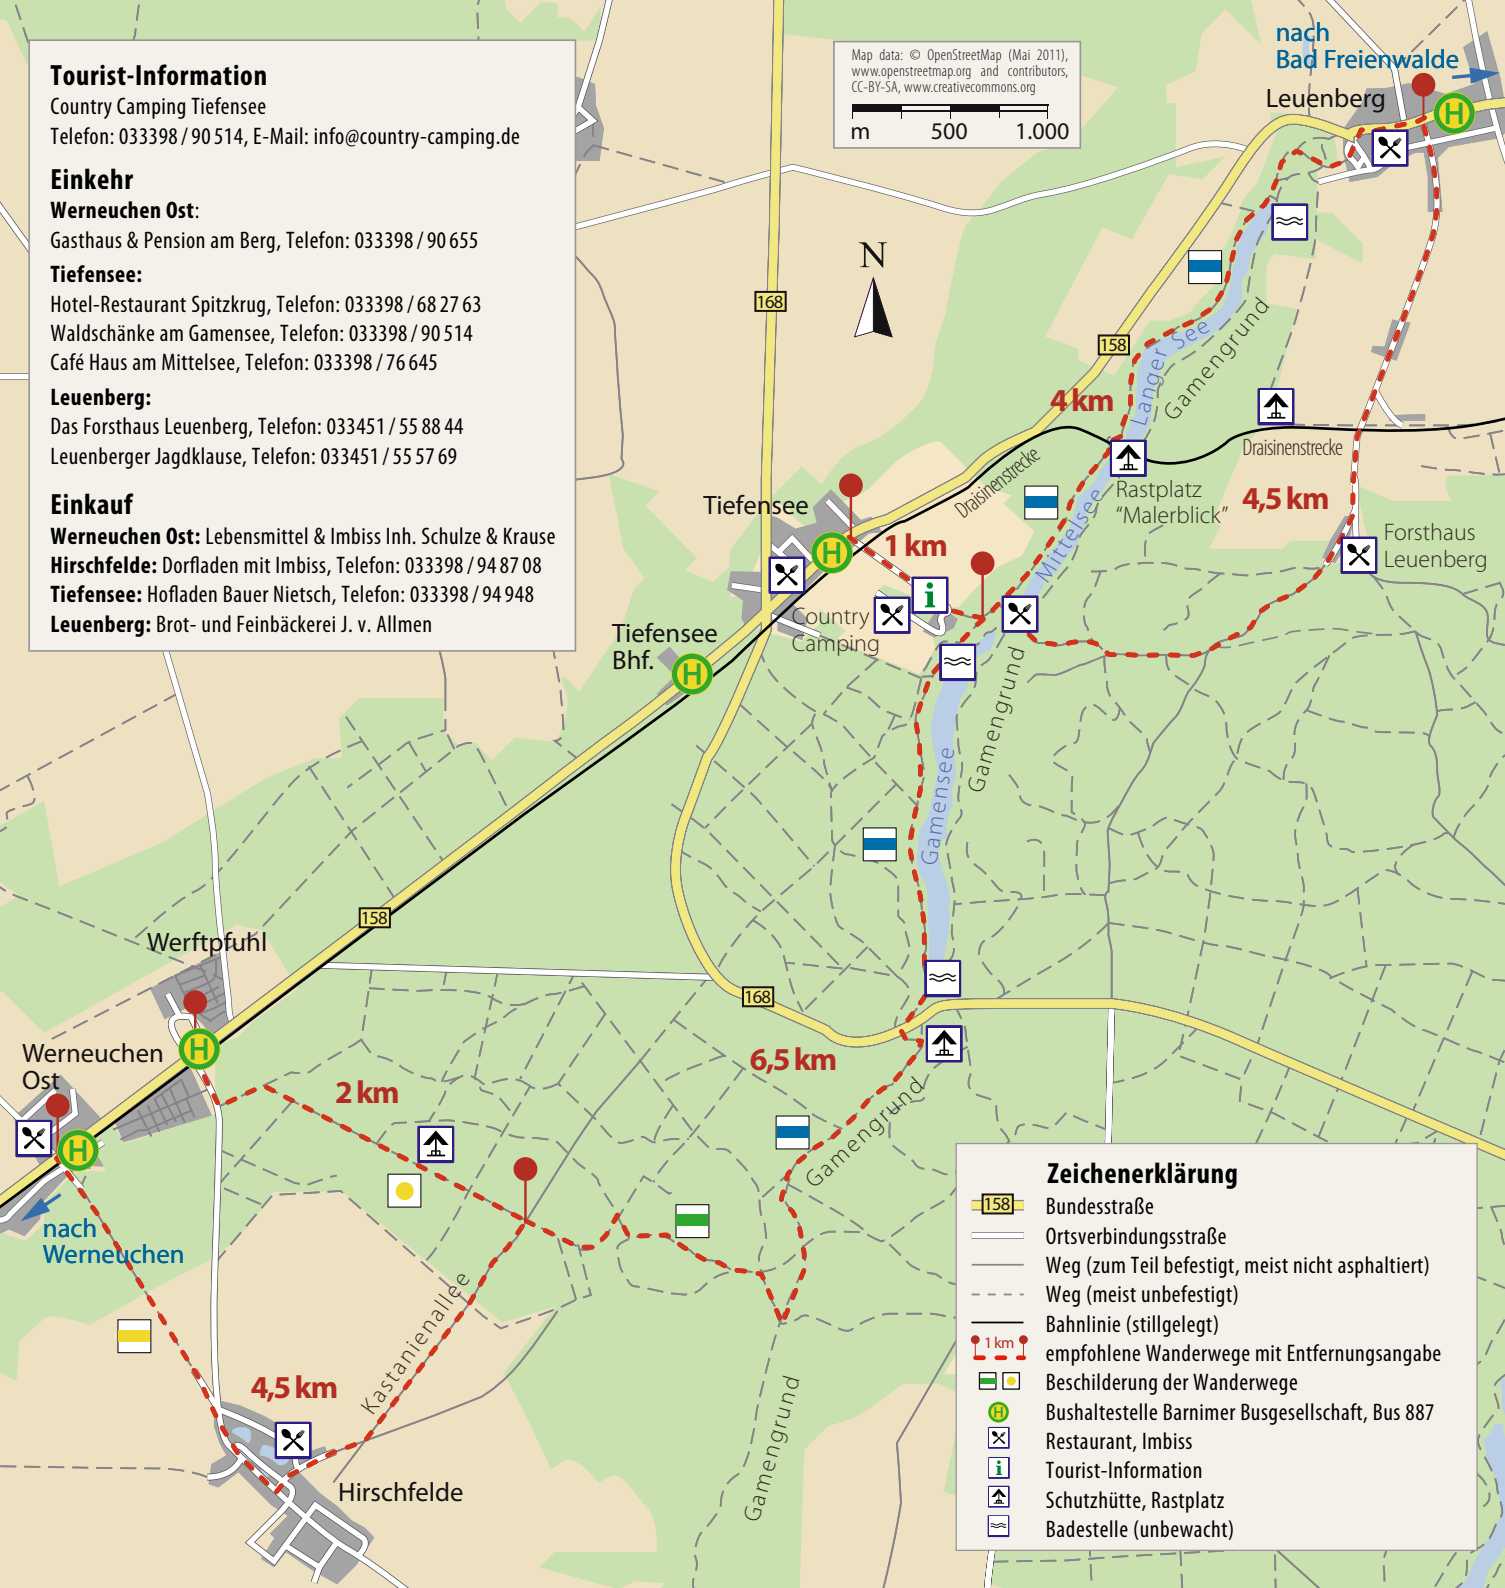 Tourist-Information
Country Camping Tiefensee
Telefon: 033398 / 90 514, E-Mail: info@country-camping.de
Einkehr
Werneuchen Ost:
Gasthaus & Pension am Berg, Telefon: 033398 / 90 655
Tiefensee:
Hotel-Restaurant Spitzkrug, Telefon: 033398 / 68 27 63
Waldschänke am Gamensee, Telefon: 033398 / 90 514
Café Haus am Mittelsee, Telefon: 033398 / 76 645
Leuenberg:
Das Forsthaus Leuenberg, Telefon: 033451 / 55 88 44
Leuenberger Jagdklause, Telefon: 033451 / 55 57 69
Einkauf
Werneuchen Ost: Lebensmittel & Imbiss Inh. Schulze & Krause
Hirschfelde: Dorfladen mit Imbiss, Telefon: 033398 / 94 87 08
Tiefensee: Hofladen Bauer Nietsch, Telefon: 033398 / 94 948
Leuenberg: Brot- und Feinbäckerei J. v. Allmen
Map data: © OpenStreetMap (Mai 2011),
www.openstreetmap.org and contributors,
CC-BY-SA, www.creativecommons.org
m 500 1.000
nach
Bad Freienwalde
Leuenberg
H
N
168
158
Langer See
Gamengrund
4 km
Draisinenstrecke
Draisinenstrecke
Rastplatz
"Malerblick"
4,5 km
Forsthaus
Leuenberg
Mittelsee
Tiefensee
H
1 km
i
Country
Camping
Tiefensee
Bhf.
H
Gamengrund
Gamensee
158
Werftpfuhl
H
168
Werneuchen
Ost
H
nach
Werneuchen
2 km
6,5 km
Gamengrund
Kastanienallee
4,5 km
Hirschfelde
Gamengrund
Zeichenerklärung
158 Bundesstraße
Ortsverbindungsstraße
Weg (zum Teil befestigt, meist nicht asphaltiert)
Weg (meist unbefestigt)
Bahnlinie (stillgelegt)
1 km empfohlene Wanderwege mit Entfernungsangabe
Beschilderung der Wanderwege
H Bushaltestelle Barnimer Busgesellschaft, Bus 887
Restaurant, Imbiss
i Tourist-Information
Schutzhütte, Rastplatz
Badestelle (unbewacht)